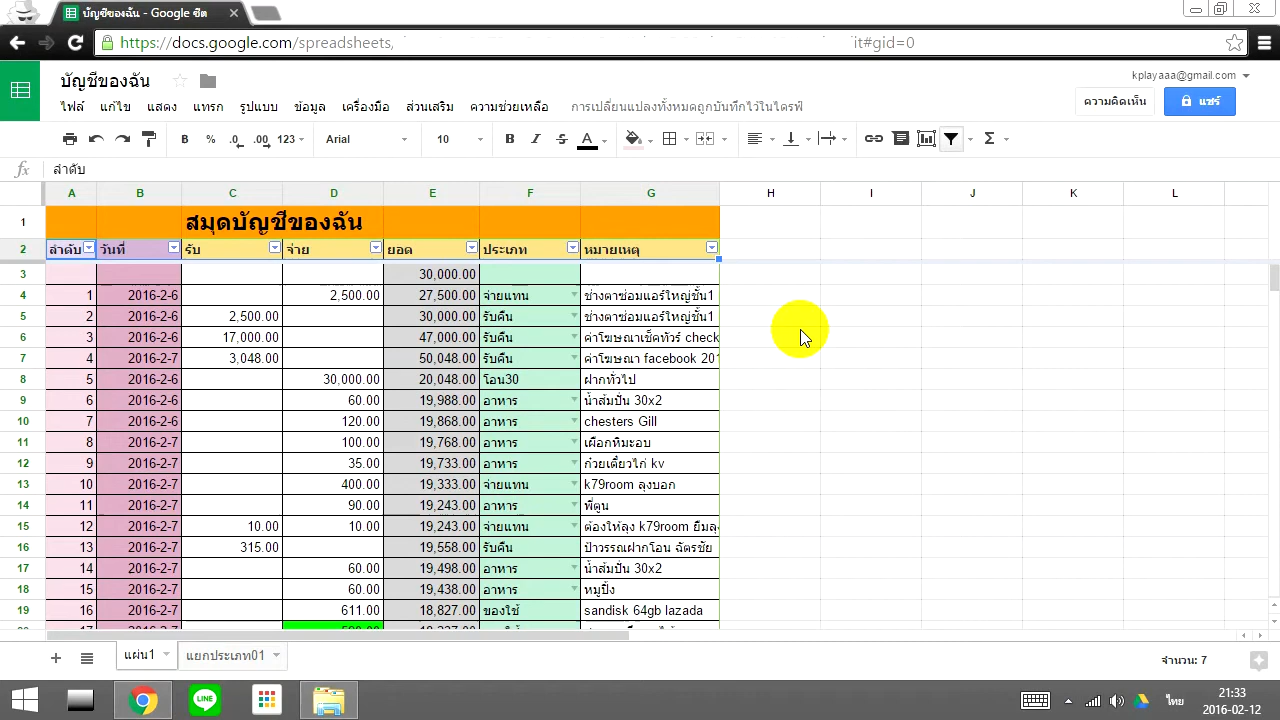 บัญชีของฉัน - Google ชีต
https://docs.google.com/spreadsheets, it#gid=0
บัญชีของฉัน
kplayaaa@gmail.com
ไฟล์ แก้ไข แสดง แทรก รูปแบบ ข้อมูล เครื่องมือ ส่วนเสริม ความช่วยเหลือ การเปลี่ยนแปลงทั้งหมดถูกบันทึกไว้ในไดรฟ์
ความคิดเห็น แชร์
B % .0 .00 123 Arial 10 B I S A Σ
fx ลำดับ
A B C D E F G H I J K L
1 สมุดบัญชีของฉัน
2 ลำดับ วันที่ รับ จ่าย ยอด ประเภท หมายเหตุ
3 30,000.00
4 1 2016-2-6 2,500.00 27,500.00 จ่ายแทน ช่างตาซ่อมแอร์ใหญ่ชั้น1
5 2 2016-2-6 2,500.00 30,000.00 รับคืน ช่างตาซ่อมแอร์ใหญ่ชั้น1
6 3 2016-2-6 17,000.00 47,000.00 รับคืน ค่าโฆษณาเช็คทัวร์ check
7 4 2016-2-7 3,048.00 50,048.00 รับคืน ค่าโฆษณา facebook 201
8 5 2016-2-6 30,000.00 20,048.00 โอน30 ฝากทั่วไป
9 6 2016-2-6 60.00 19,988.00 อาหาร น้ำส้มปั่น 30x2
10 7 2016-2-6 120.00 19,868.00 อาหาร chesters Gill
11 8 2016-2-7 100.00 19,768.00 อาหาร เผือกหิมะอบ
12 9 2016-2-7 35.00 19,733.00 อาหาร ก๋วยเตี๋ยวไก่ kv
13 10 2016-2-7 400.00 19,333.00 จ่ายแทน k79room ลุงบอก
14 11 2016-2-7 90.00 19,243.00 อาหาร พี่ตูน
15 12 2016-2-7 10.00 10.00 19,243.00 จ่ายแทน ต้องให้ลุง k79room ยืมลุง
16 13 2016-2-7 315.00 19,558.00 รับคืน ป้าวรรณฝากโอน ฉัตรชัย
17 14 2016-2-7 60.00 19,498.00 อาหาร น้ำส้มปั่น 30x2
18 15 2016-2-7 60.00 19,438.00 อาหาร หมูปิ้ง
19 16 2016-2-7 611.00 18,827.00 ของใช้ sandisk 64gb lazada
แผ่น1 แยกประเภท01 จำนวน: 7
LINE ไทย 21:33
2016-02-12